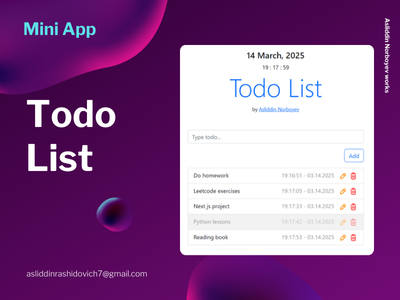 Mini App
Todo
List
asliddinrashidovich7@gmail.com
Asliddin Norboyev works
14 March, 2025
19 : 17 : 59
Todo List
by Asliddin Norboyev
Type todo...
Add
Do homework 19:16:51 - 03.14.2025
Leetcode exercises 19:17:05 - 03.14.2025
Next js project 19:17:33 - 03.14.2025
Python lessons 19:17:42 - 03.14.2025
Reading book 19:17:53 - 03.14.2025